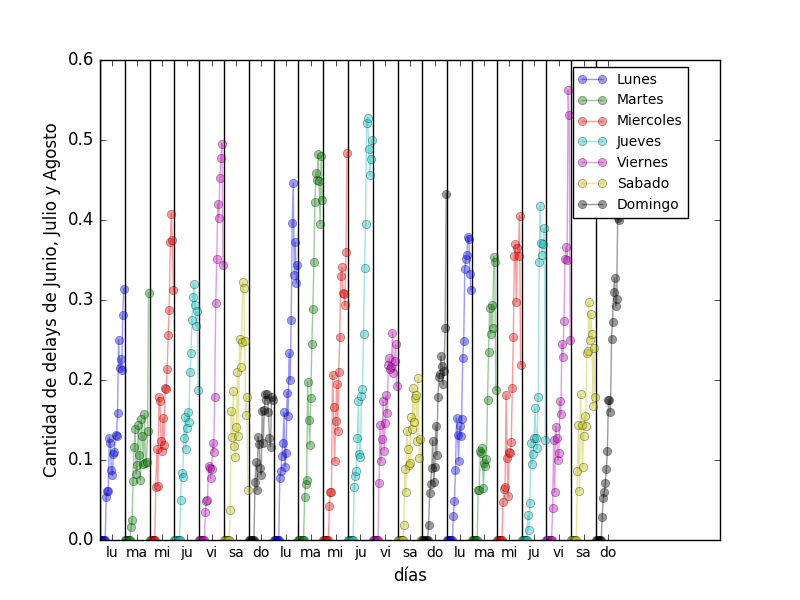 0.6
0.5
0.4
0.3
0.2
0.1
0.0
Cantidad de delays de Junio, Julio y Agosto
Lunes
Martes
Miercoles
Jueves
Viernes
Sabado
Domingo
lu ma mi ju vi sa do lu ma mi ju vi sa do lu ma mi ju vi sa do
días